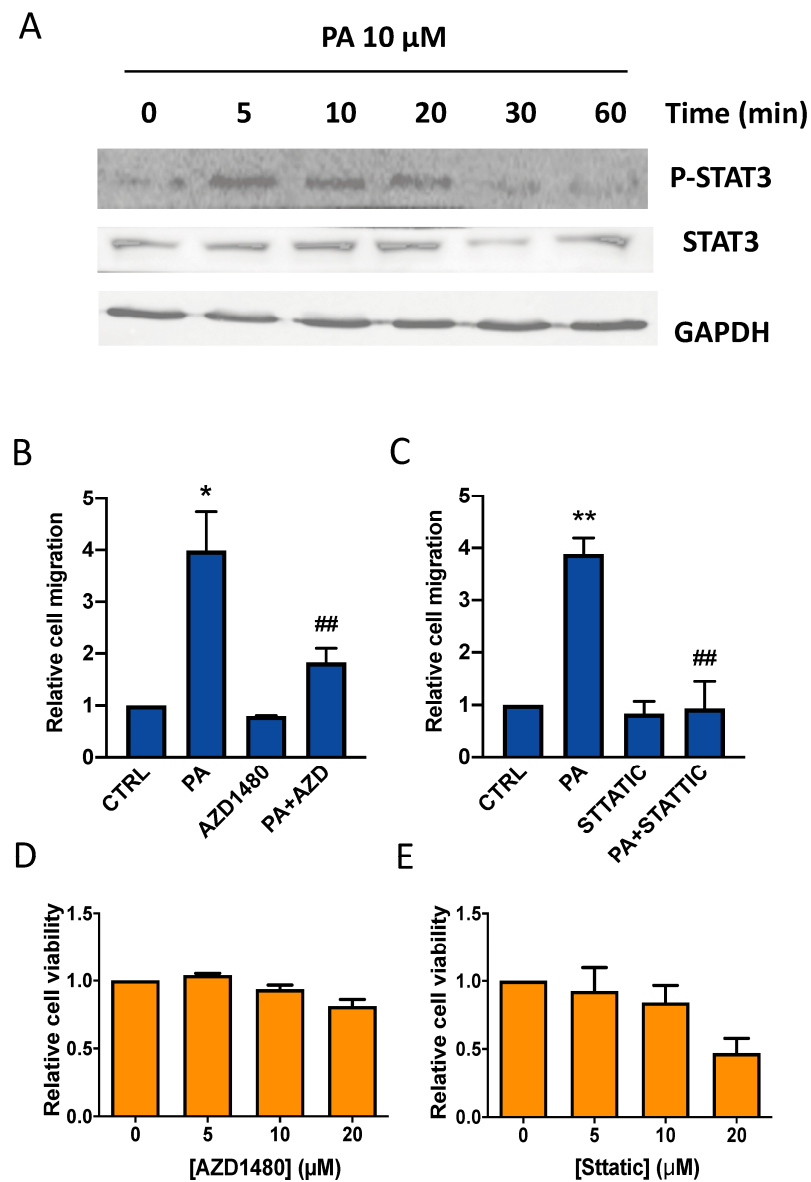 A
PA 10 µM
0 5 10 20 30 60 Time (min)
P-STAT3
STAT3
GAPDH
B
Relative cell migration
5
4
3
2
1
0
*
##
CTRL PA AZD1480 PA+AZD
C
Relative cell migration
5
4
3
2
1
0
**
##
CTRL PA STTATIC PA+STATTIC
D
Relative cell viability
1.5
1.0
0.5
0.0
0 5 10 20
[AZD1480] (µM)
E
Relative cell viability
1.5
1.0
0.5
0.0
0 5 10 20
[Sttatic] (µM)